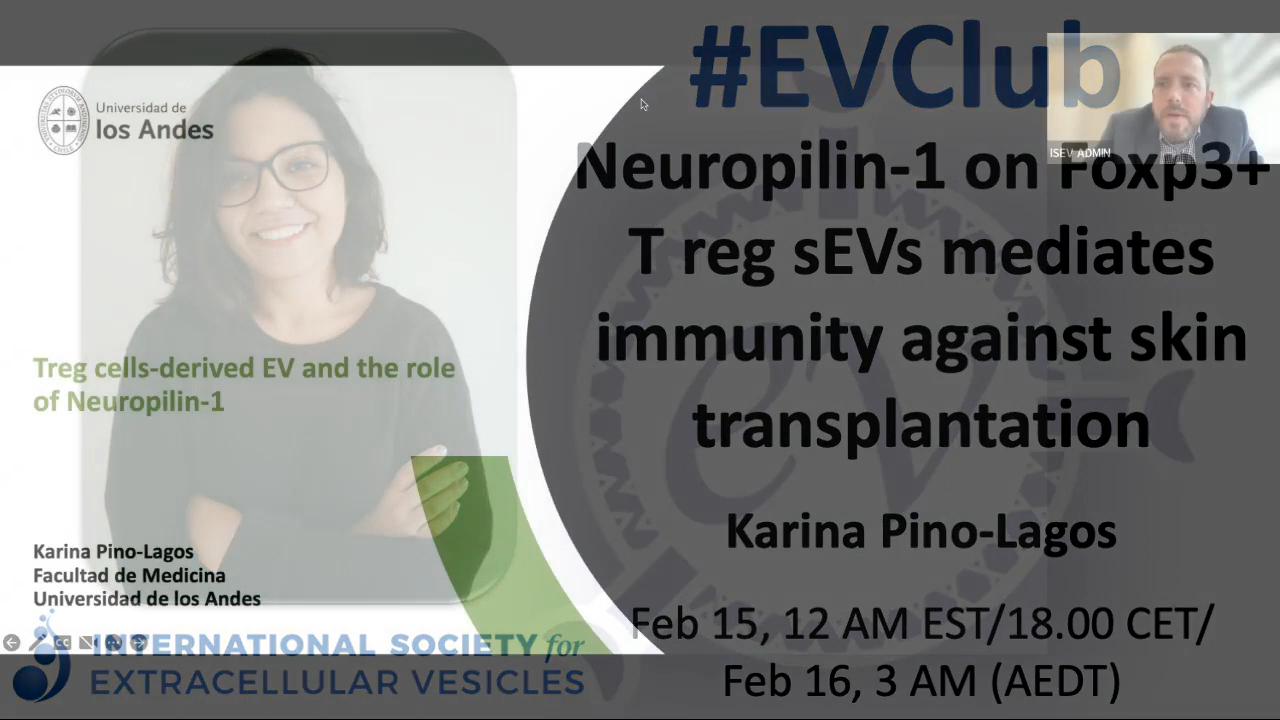 Universidad de
los Andes
Treg cells-derived EV and the role
of Neuropilin-1
Karina Pino-Lagos
Facultad de Medicina
Universidad de los Andes
INTERNATIONAL SOCIETY for
EXTRACELLULAR VESICLES
#EVClub
ISEV ADMIN
Neuropilin-1 on Foxp3+
T reg sEVs mediates
immunity against skin
transplantation
Karina Pino-Lagos
Feb 15, 12 AM EST/18.00 CET/
Feb 16, 3 AM (AEDT)
eV